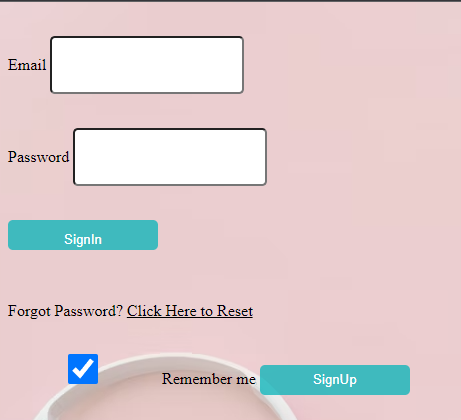 Email
Password
SignIn
Forgot Password? Click Here to Reset
Remember me SignUp